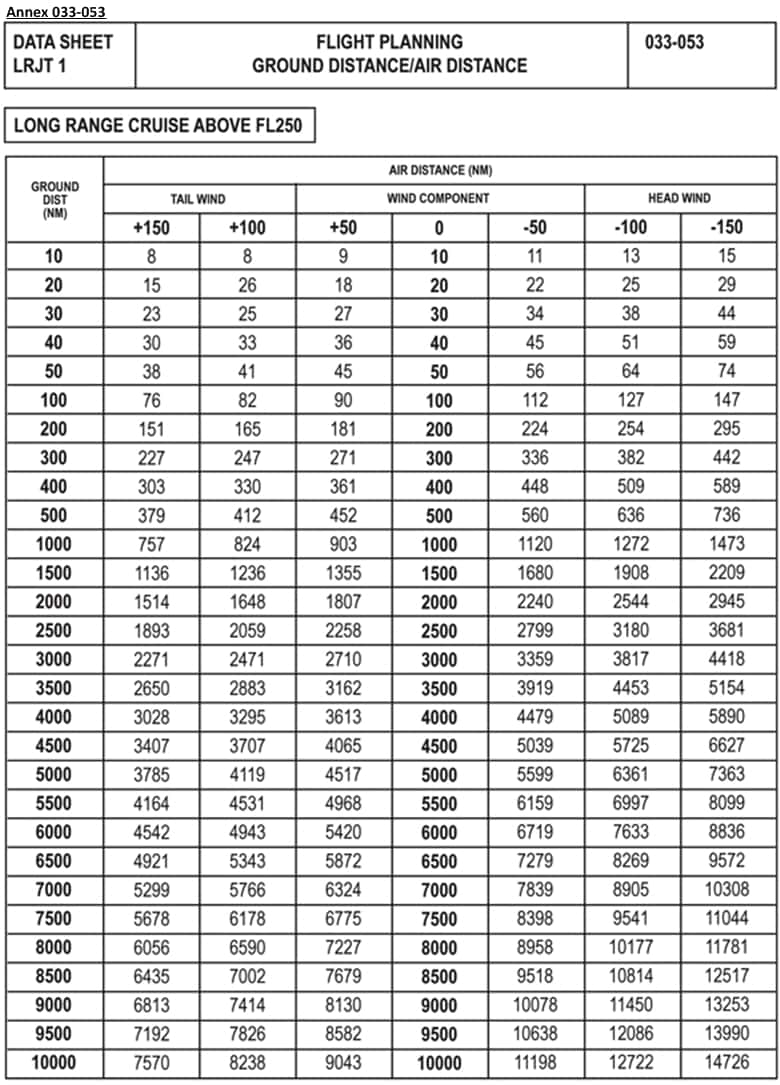 Annex 033-053
DATA SHEET FLIGHT PLANNING 033-053
LRJT 1 GROUND DISTANCE/AIR DISTANCE
LONG RANGE CRUISE ABOVE FL250
GROUND DIST (NM) AIR DISTANCE (NM)
TAIL WIND WIND COMPONENT HEAD WIND
+150 +100 +50 0 -50 -100 -150
10 8 8 9 10 11 13 15
20 15 26 18 20 22 25 29
30 23 25 27 30 34 38 44
40 30 33 36 40 45 51 59
50 38 41 45 50 56 64 74
100 76 82 90 100 112 127 147
200 151 165 181 200 224 254 295
300 227 247 271 300 336 382 442
400 303 330 361 400 448 509 589
500 379 412 452 500 560 636 736
1000 757 824 903 1000 1120 1272 1473
1500 1136 1236 1355 1500 1680 1908 2209
2000 1514 1648 1807 2000 2240 2544 2945
2500 1893 2059 2258 2500 2799 3180 3681
3000 2271 2471 2710 3000 3359 3817 4418
3500 2650 2883 3162 3500 3919 4453 5154
4000 3028 3295 3613 4000 4479 5089 5890
4500 3407 3707 4065 4500 5039 5725 6627
5000 3785 4119 4517 5000 5599 6361 7363
5500 4164 4531 4968 5500 6159 6997 8099
6000 4542 4943 5420 6000 6719 7633 8836
6500 4921 5343 5872 6500 7279 8269 9572
7000 5299 5766 6324 7000 7839 8905 10308
7500 5678 6178 6775 7500 8398 9541 11044
8000 6056 6590 7227 8000 8958 10177 11781
8500 6435 7002 7679 8500 9518 10814 12517
9000 6813 7414 8130 9000 10078 11450 13253
9500 7192 7826 8582 9500 10638 12086 13990
10000 7570 8238 9043 10000 11198 12722 14726